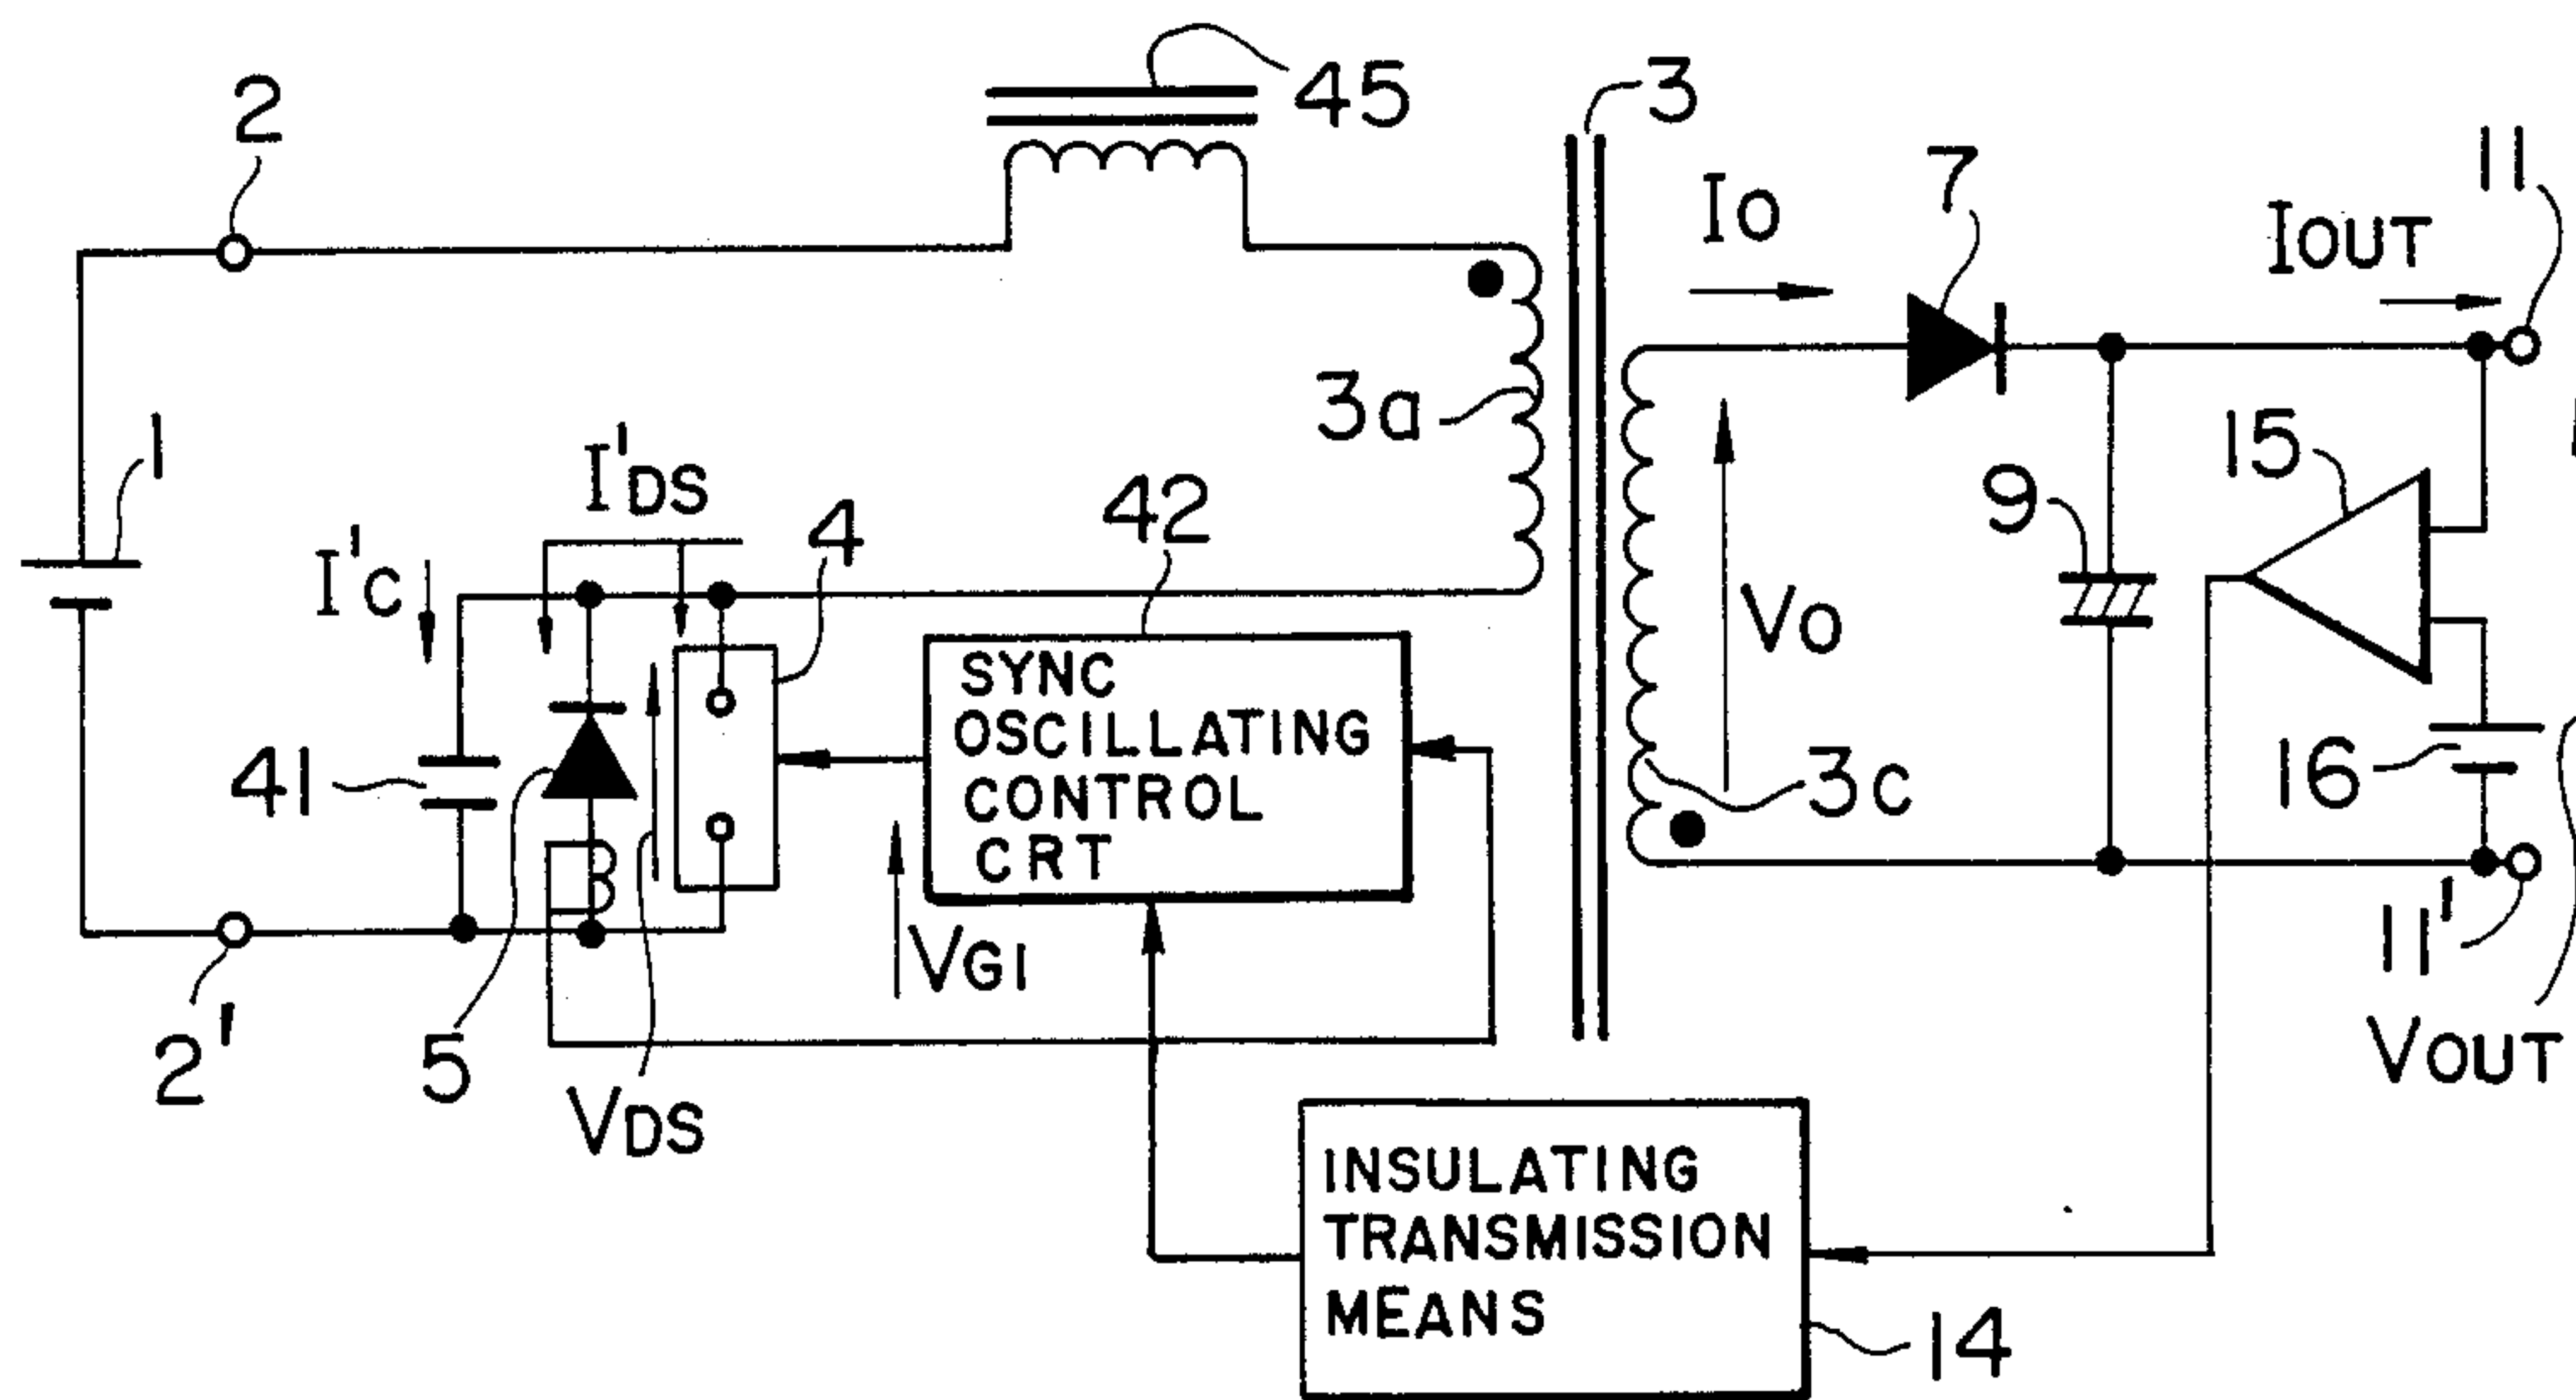 45
3
2
11
7
IO
IOUT
3a
1
I'DS
15
42
4
9
I'C
VO
SYNC
OSCILLATING
CONTROL
CRT
41
16
3c
VG1
11'
2'
5
VOUT
VDS
INSULATING
TRANSMISSION
MEANS
14